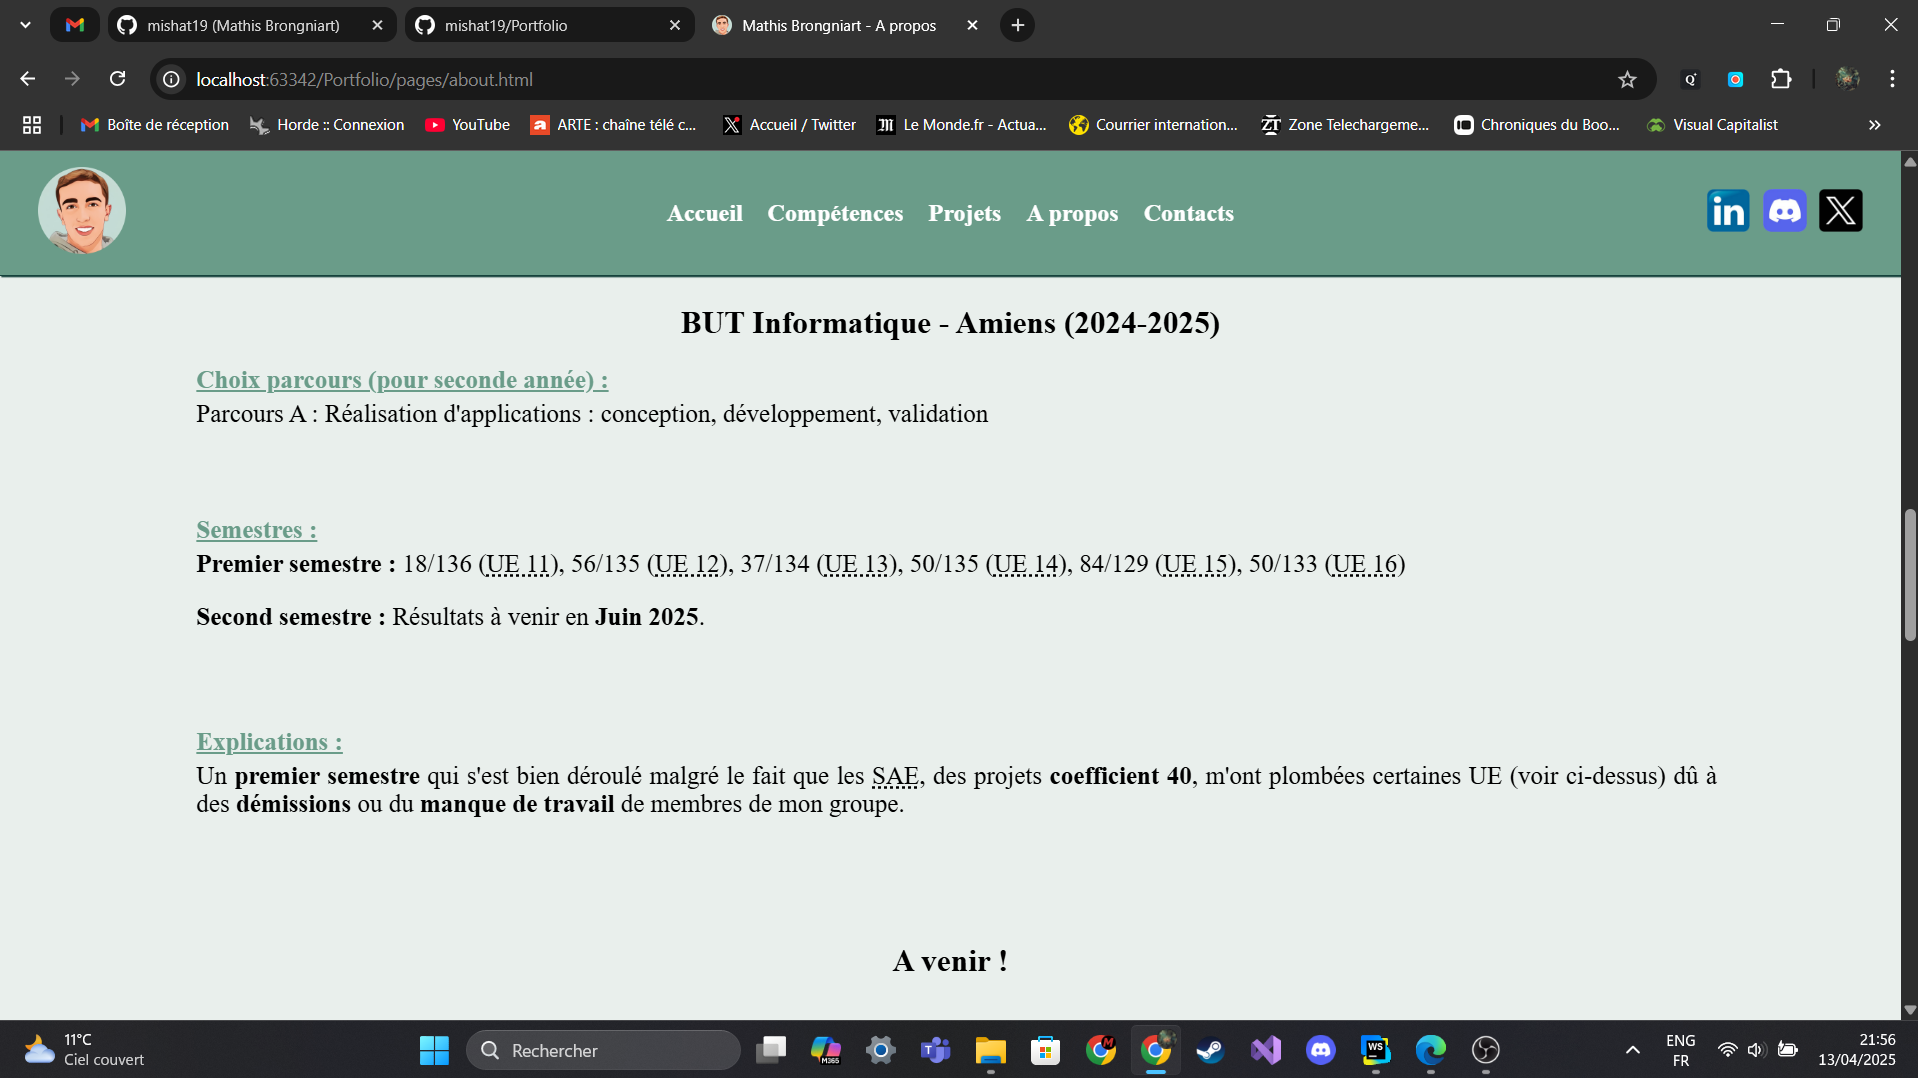 mishat19 (Mathis Brongniart)
mishat19/Portfolio
Mathis Brongniart - A propos
localhost:63342/Portfolio/pages/about.html
Boîte de réception
Horde :: Connexion
YouTube
ARTE : chaîne télé c...
Accueil / Twitter
Le Monde.fr - Actua...
Courrier internation...
Zone Telechargeme...
Chroniques du Boo...
Visual Capitalist
Accueil Compétences Projets A propos Contacts
BUT Informatique - Amiens (2024-2025)
Choix parcours (pour seconde année) :
Parcours A : Réalisation d'applications : conception, développement, validation
Semestres :
Premier semestre : 18/136 (UE 11), 56/135 (UE 12), 37/134 (UE 13), 50/135 (UE 14), 84/129 (UE 15), 50/133 (UE 16)
Second semestre : Résultats à venir en Juin 2025.
Explications :
Un premier semestre qui s'est bien déroulé malgré le fait que les SAE, des projets coefficient 40, m'ont plombées certaines UE (voir ci-dessus) dû à
des démissions ou du manque de travail de membres de mon groupe.
A venir !
11°C
Ciel couvert
Rechercher
M365
WS
ENG
FR
21:56
13/04/2025